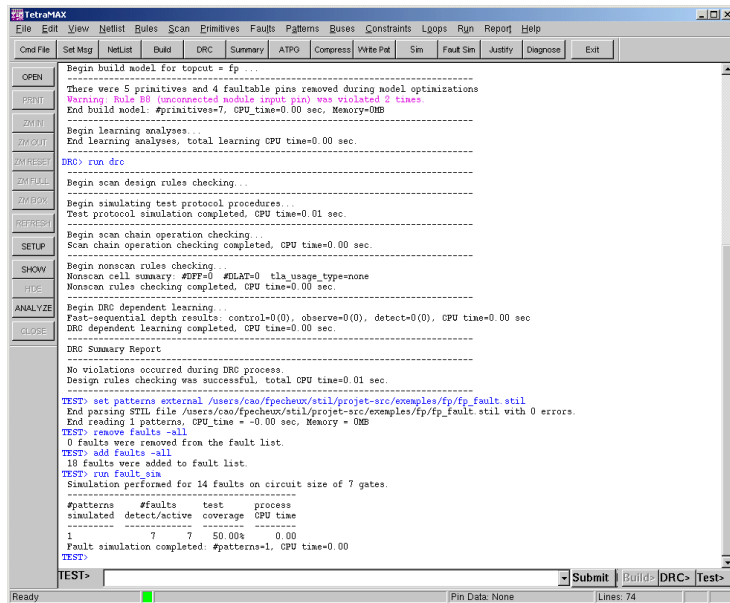 TetraMAX
File Edit View Netlist Rules Scan Primitives Faults Patterns Buses Constraints Loops Run Report Help
Cmd File Set Msg NetList Build DRC Summary ATPG Compress Write Pat Sim Fault Sim Justify Diagnose Exit
OPEN
PRINT
ZM IN
ZM OUT
ZM RESET
ZM FULL
ZM BOX
REFRESH
SETUP
SHOW
HIDE
ANALYZE
CLOSE
Begin build model for topcut = fp ...
------------------------------------------------------------------------
There were 5 primitives and 4 faultable pins removed during model optimizations
Warning: Rule B8 (unconnected module input pin) was violated 2 times.
End build model: #primitives=7, CPU_time=0.00 sec, Memory=0MB
------------------------------------------------------------------------
Begin learning analyses...
End learning analyses, total learning CPU time=0.00 sec.
------------------------------------------------------------------------
DRC> run drc
------------------------------------------------------------------------
Begin scan design rules checking...
------------------------------------------------------------------------
Begin simulating test protocol procedures...
Test protocol simulation completed, CPU time=0.01 sec.
------------------------------------------------------------------------
Begin scan chain operation checking...
Scan chain operation checking completed, CPU time=0.00 sec.
------------------------------------------------------------------------
Begin nonscan rules checking...
Nonscan cell summary: #DFF=0 #DLAT=0 tla_usage_type=none
Nonscan rules checking completed, CPU time=0.00 sec.
------------------------------------------------------------------------
Begin DRC dependent learning...
Fast-sequential depth results: control=0(0), observe=0(0), detect=0(0), CPU time=0.00 sec
DRC dependent learning completed, CPU time=0.00 sec.
------------------------------------------------------------------------
DRC Summary Report
------------------------------------------------------------------------
No violations occurred during DRC process.
Design rules checking was successful, total CPU time=0.01 sec.
------------------------------------------------------------------------
TEST> set patterns external /users/cao/fpecheux/stil/projet-src/exemples/fp/fp_fault.stil
End parsing STIL file /users/cao/fpecheux/stil/projet-src/exemples/fp/fp_fault.stil with 0 errors.
End reading 1 patterns, CPU_time = -0.00 sec, Memory = 0MB
TEST> remove faults -all
0 faults were removed from the fault list.
TEST> add faults -all
18 faults were added to fault list.
TEST> run fault_sim
Simulation performed for 14 faults on circuit size of 7 gates.
----------------------------------------
#patterns #faults test process
simulated detect/active coverage CPU time
--------- ------------- -------- --------
1 7 7 50.00% 0.00
Fault simulation completed: #patterns=1, CPU time=0.00
TEST>
TEST> Submit Build> DRC> Test>
Ready Pin Data: None Lines: 74